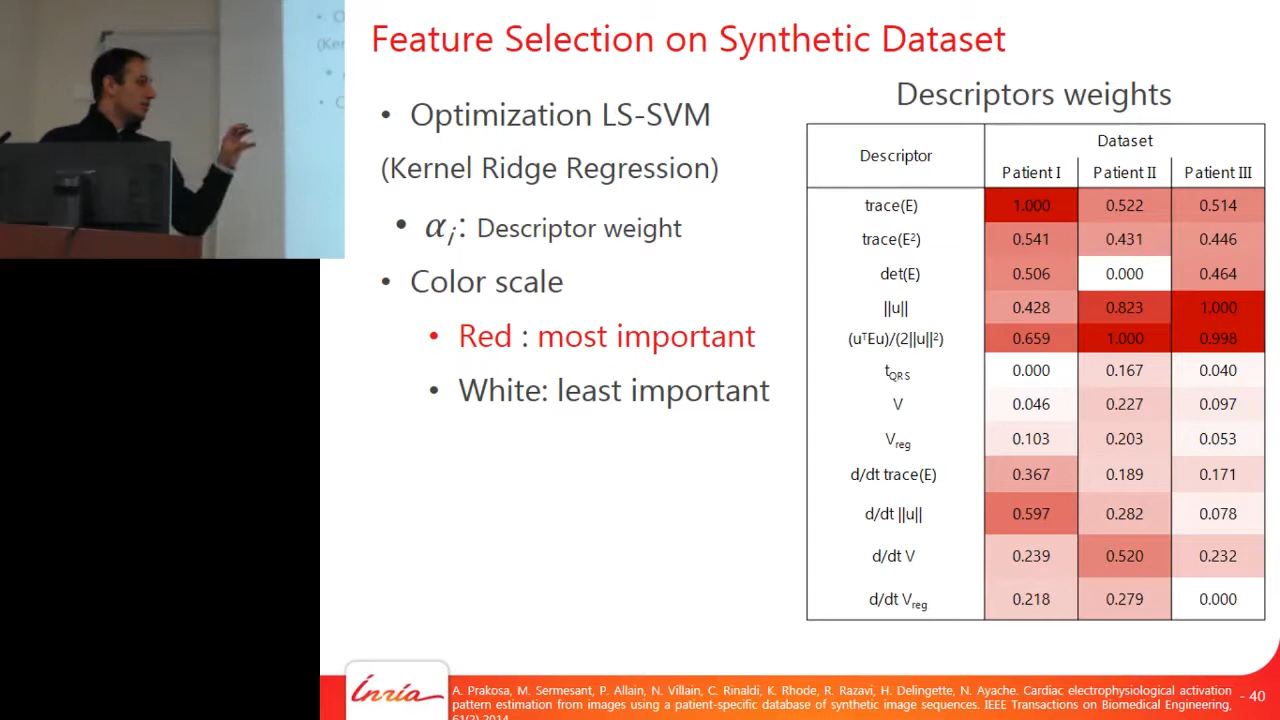 Feature Selection on Synthetic Dataset
• Optimization LS-SVM
(Kernel Ridge Regression)
• αⱼ: Descriptor weight
• Color scale
• Red : most important
• White: least important
Descriptors weights
Descriptor Dataset
Patient I Patient II Patient III
trace(E) 1.000 0.522 0.514
trace(E²) 0.541 0.431 0.446
det(E) 0.506 0.000 0.464
||u|| 0.428 0.823 1.000
(uᵀEu)/(2||u||²) 0.659 1.000 0.998
tQRS 0.000 0.167 0.040
V 0.046 0.227 0.097
Vreg 0.103 0.203 0.053
d/dt trace(E) 0.367 0.189 0.171
d/dt ||u|| 0.597 0.282 0.078
d/dt V 0.239 0.520 0.232
d/dt Vreg 0.218 0.279 0.000
Inria
A. Prakosa, M. Sermesant, P. Allain, N. Villain, C. Rinaldi, K. Rhode, R. Razavi, H. Delingette, N. Ayache. Cardiac electrophysiological activation
pattern estimation from images using a patient-specific database of synthetic image sequences. IEEE Transactions on Biomedical Engineering,
61(2) 2014
- 40